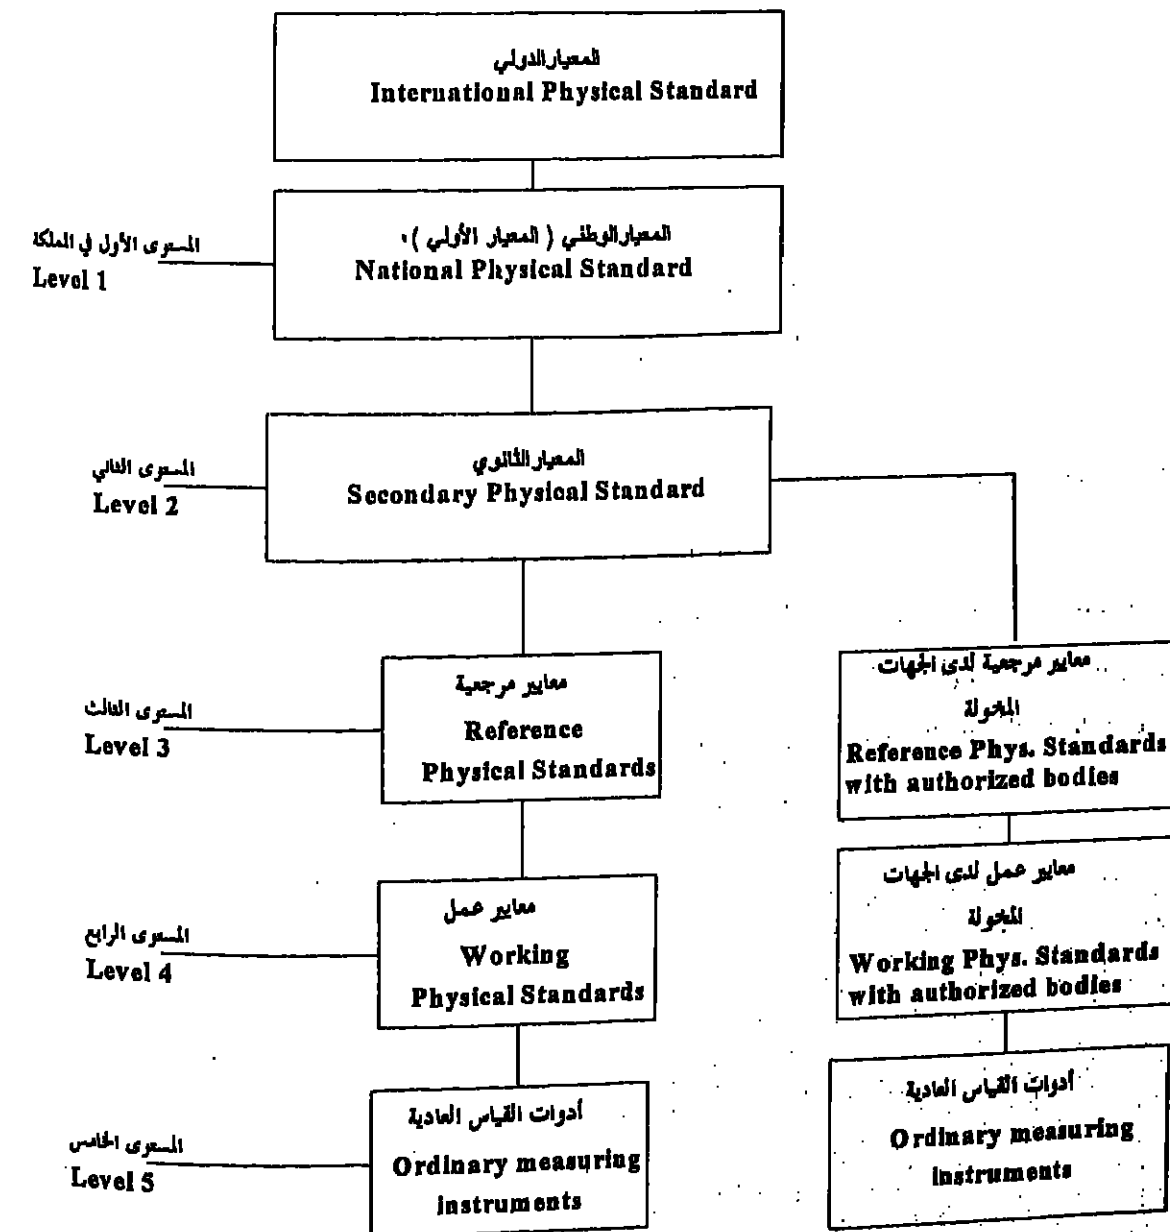 المعيار الدولي
International Physical Standard
المستوى الأول في المملكة
Level 1
المعيار الوطني ( المعيار الأولي ) •
National Physical Standard
المستوى الثاني
Level 2
المعيار الثانوي
Secondary Physical Standard
المستوى الثالث
Level 3
معايير مرجعية
Reference
Physical Standards
معايير مرجعية لدى الجهات
المخولة
Reference Phys. Standards
with authorized bodies
المستوى الرابع
Level 4
معايير عمل
Working
Physical Standards
معايير عمل لدى الجهات
المخولة
Working Phys. Standards
with authorized bodies
المستوى الخامس
Level 5
أدوات القياس العادية
Ordinary measuring
instruments
أدوات القياس العادية
Ordinary measuring
instruments